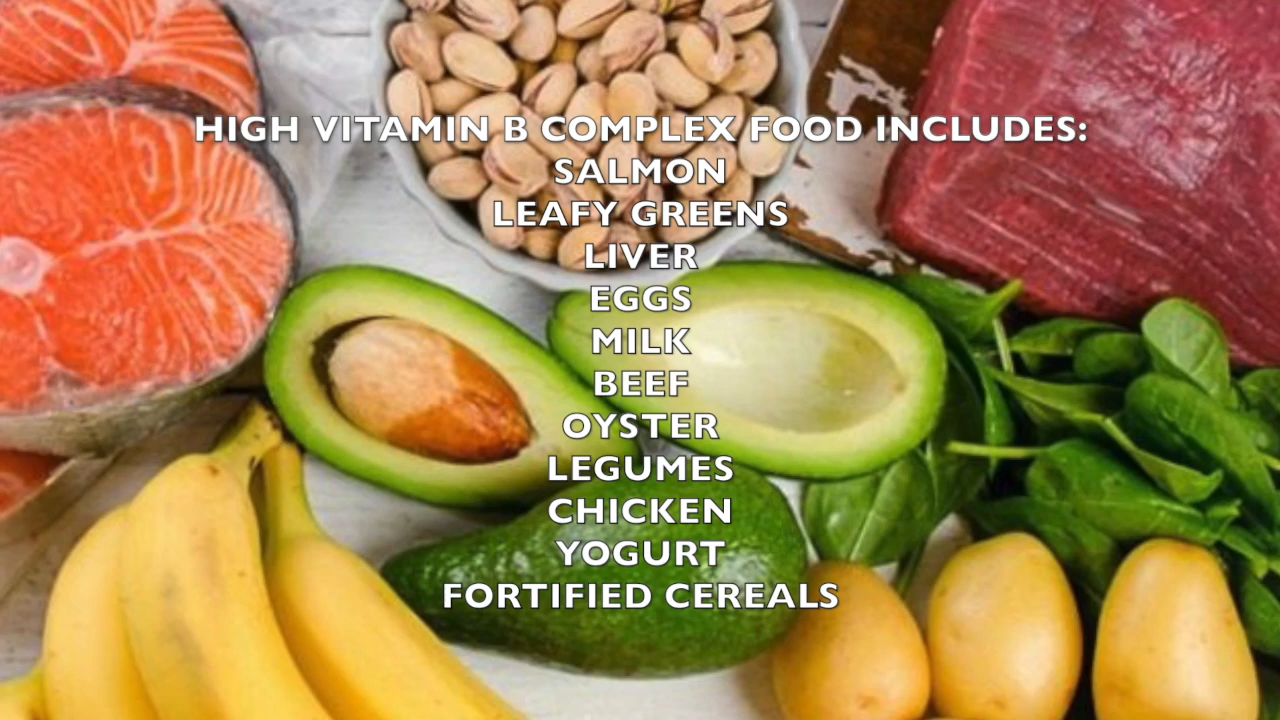 HIGH VITAMIN B COMPLEX FOOD INCLUDES:
SALMON
LEAFY GREENS
LIVER
EGGS
MILK
BEEF
OYSTER
LEGUMES
CHICKEN
YOGURT
FORTIFIED CEREALS